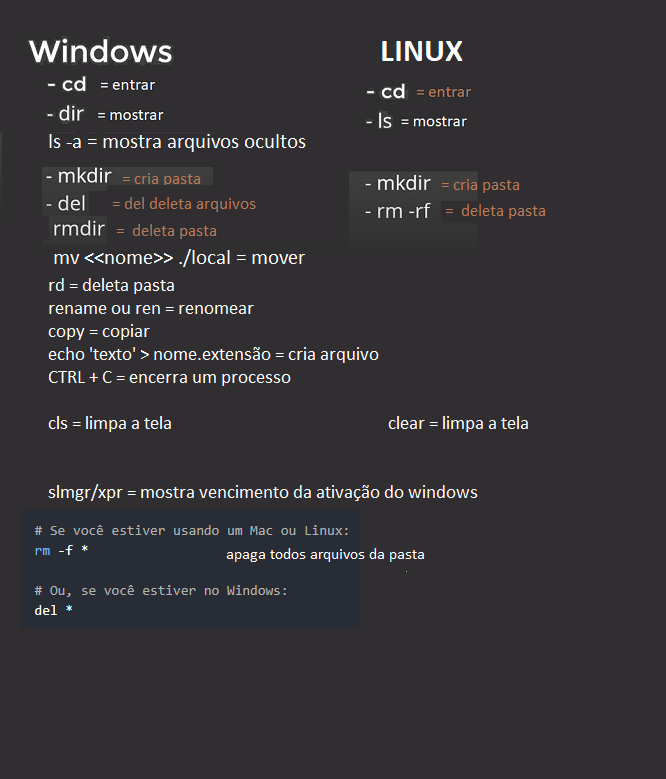 Windows
- cd = entrar
- dir = mostrar
ls -a = mostra arquivos ocultos
- mkdir = cria pasta
- del = del deleta arquivos
rmdir = deleta pasta
mv <<nome>> ./local = mover
rd = deleta pasta
rename ou ren = renomear
copy = copiar
echo 'texto' > nome.extensão = cria arquivo
CTRL + C = encerra um processo
cls = limpa a tela
slmgr/xpr = mostra vencimento da ativação do windows
LINUX
- cd = entrar
- ls = mostrar
- mkdir = cria pasta
- rm -rf = deleta pasta
clear = limpa a tela
# Se você estiver usando um Mac ou Linux:
rm -f * apaga todos arquivos da pasta
# Ou, se você estiver no Windows:
del *